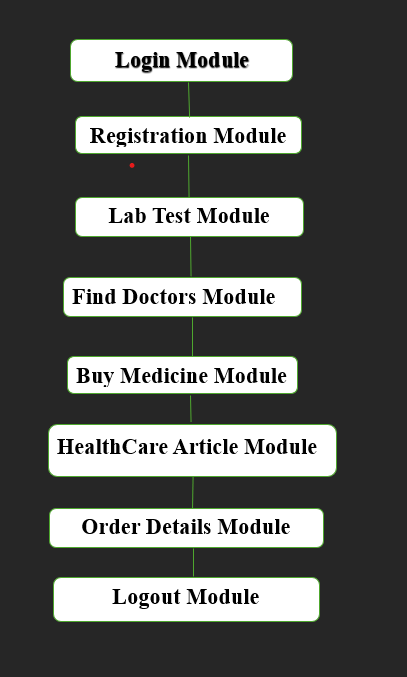 Login Module
Registration Module
Lab Test Module
Find Doctors Module
Buy Medicine Module
HealthCare Article Module
Order Details Module
Logout Module